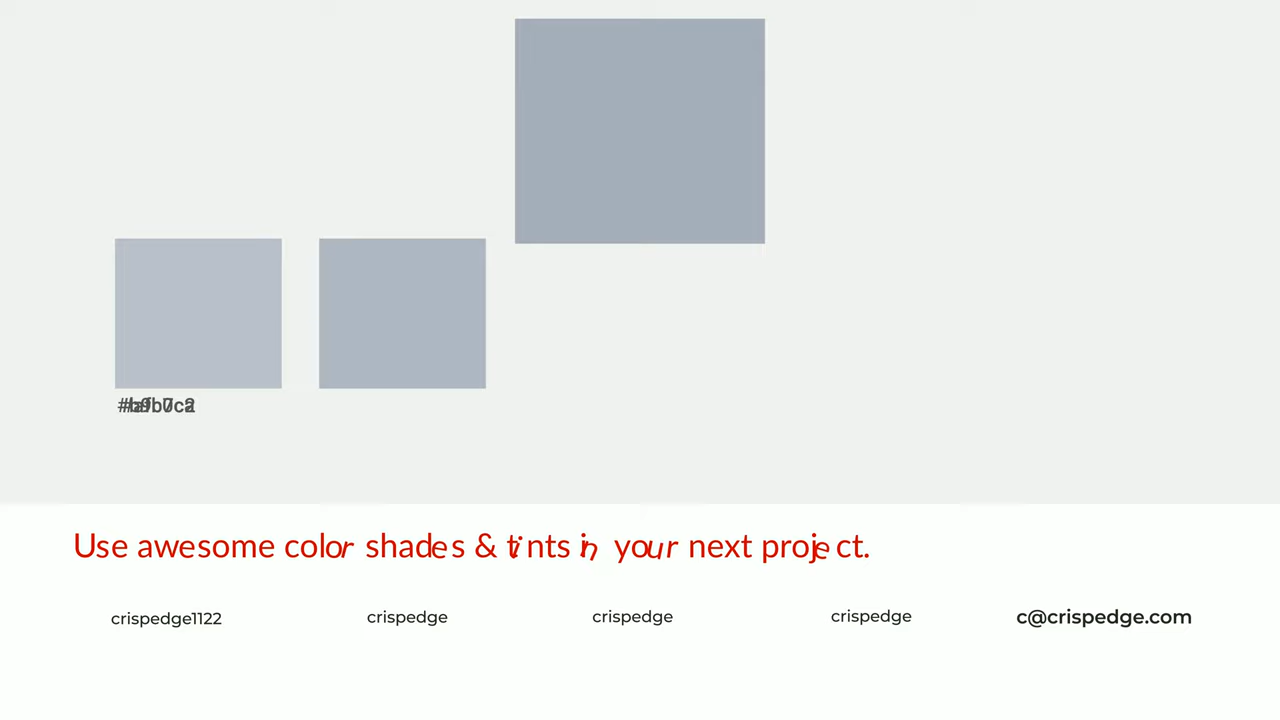 Use awesome color shades & tints in your next project.
crispedge1122 crispedge crispedge crispedge c@crispedge.com